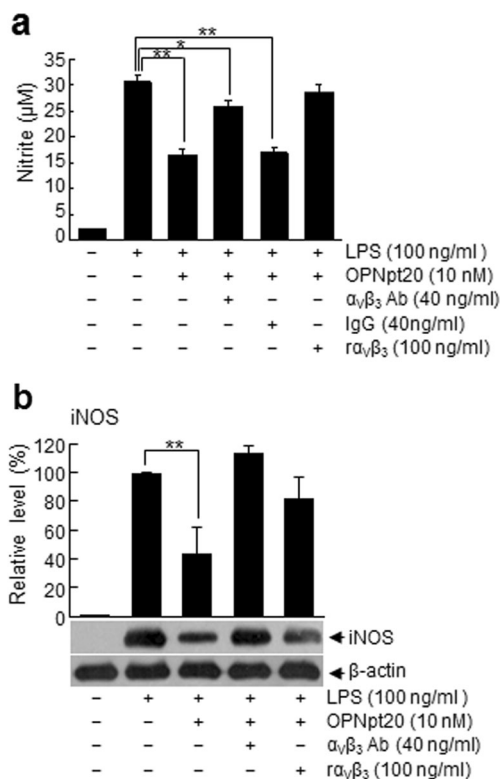 a
** 
*
**
Nitrite (µM)
35
30
25
20
15
10
5
0
– + + + + + LPS (100 ng/ml)
– – + + + + OPNpt20 (10 nM)
– – – + – – αvβ3 Ab (40 ng/ml)
– – – – + – IgG (40ng/ml)
– – – – – + rαvβ3 (100 ng/ml)
b
iNOS
**
Relative level (%)
120
100
80
60
40
20
0
iNOS
β-actin
– + + + + LPS (100 ng/ml)
– – + + + OPNpt20 (10 nM)
– – – + – αvβ3 Ab (40 ng/ml)
– – – – + rαvβ3 (100 ng/ml)